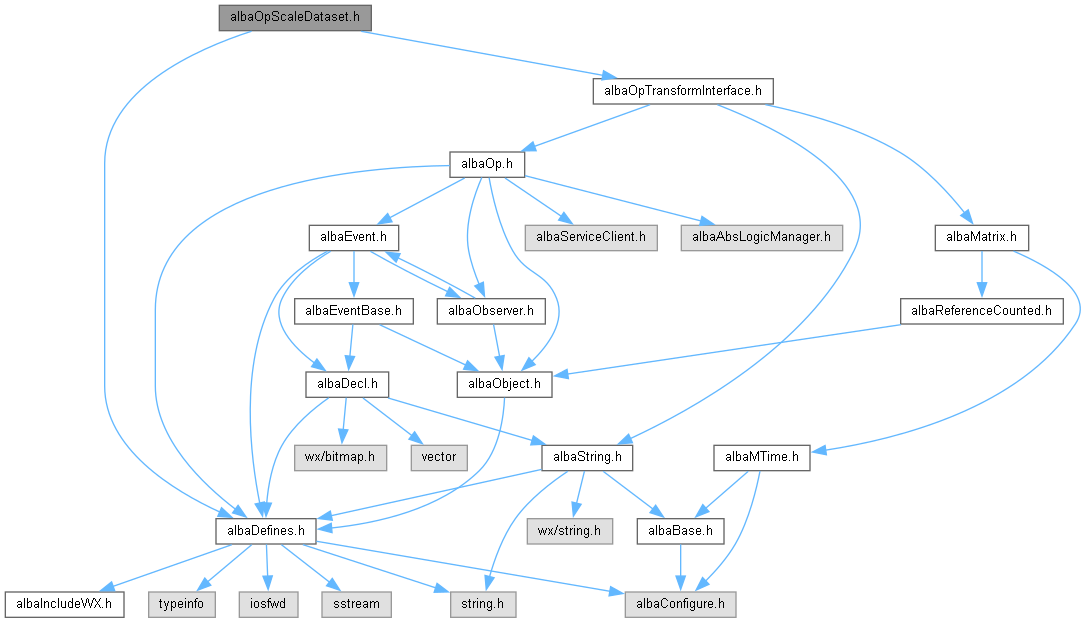 albaOpScaleDataset.h
albaOpTransformInterface.h
albaOp.h
albaEvent.h
albaServiceClient.h
albaAbsLogicManager.h
albaMatrix.h
albaEventBase.h
albaObserver.h
albaReferenceCounted.h
albaDecl.h
albaObject.h
wx/bitmap.h
vector
albaString.h
albaMTime.h
albaDefines.h
wx/string.h
albaBase.h
albaIncludeWX.h
typeinfo
iosfwd
sstream
string.h
albaConfigure.h